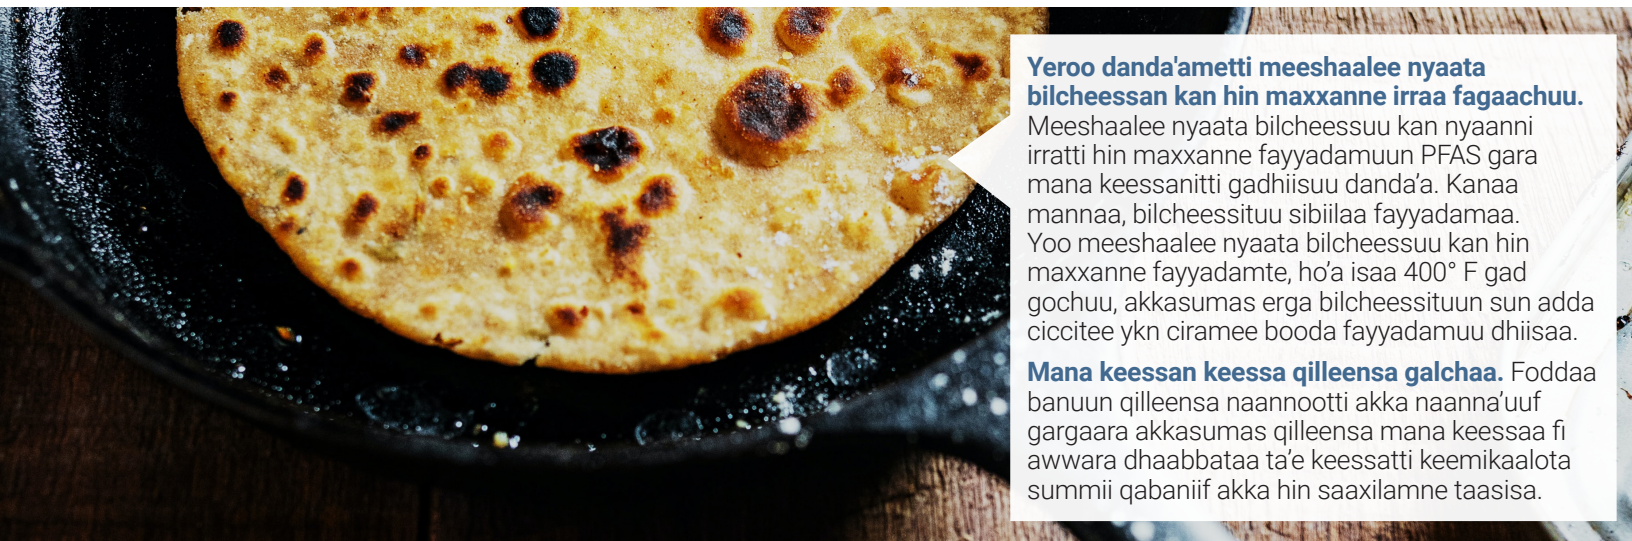 Yeroo danda'ametti meeshaalee nyaata
bilcheessan kan hin maxxanne irraa fagaachuu.
Meeshaalee nyaata bilcheessuu kan nyaanni
irratti hin maxxanne fayyadamuun PFAS gara
mana keessanitti gadhiisuu danda’a. Kanaa
mannaa, bilcheessituu sibiilaa fayyadamaa.
Yoo meeshaalee nyaata bilcheessuu kan hin
maxxanne fayyadamte, ho’a isaa 400° F gad
gochuu, akkasumas erga bilcheessituun sun adda
ciccitee ykn ciramee booda fayyadamuu dhiisaa.
Mana keessan keessa qilleensa galchaa. Foddaa
banuun qilleensa naannootti akka naanna’uuf
gargaara akkasumas qilleensa mana keessaa fi
awwara dhaabbataa ta’e keessatti keemikaalota
summii qabaniif akka hin saaxilamne taasisa.